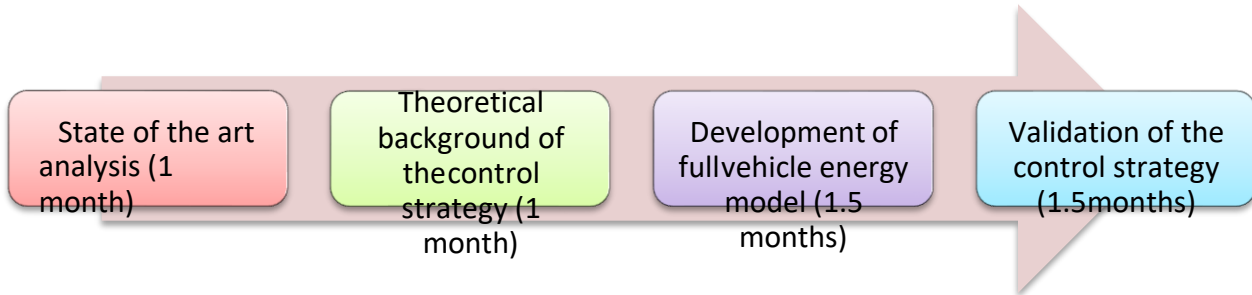 State of the art
analysis (1
month)
Theoretical
background of
thecontrol
strategy (1
month)
Development of
fullvehicle energy
model (1.5
months)
Validation of the
control strategy
(1.5months)